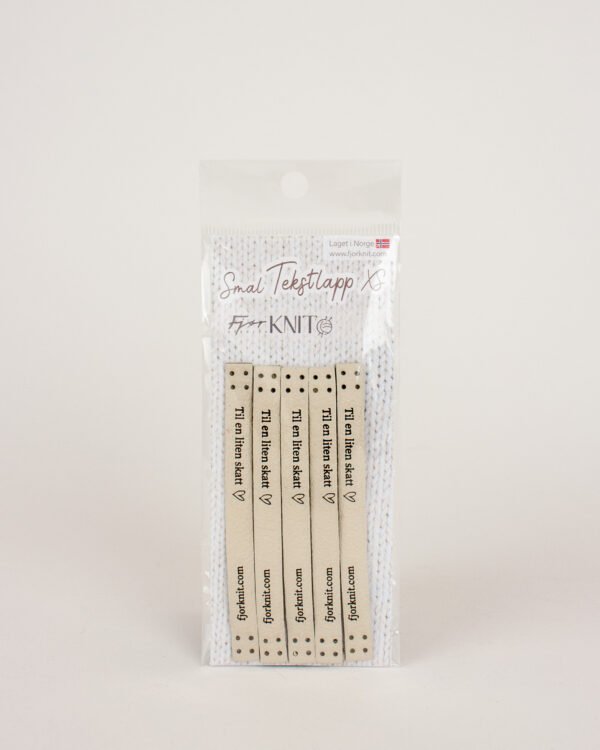 Laget i Norge
www.fjorknit.com
Smal Tekstlapp XS
Fjør KNIT
Til en liten skatt
fjorknit.com
Til en liten skatt
fjorknit.com
Til en liten skatt
fjorknit.com
Til en liten skatt
fjorknit.com
Til en liten skatt
fjorknit.com